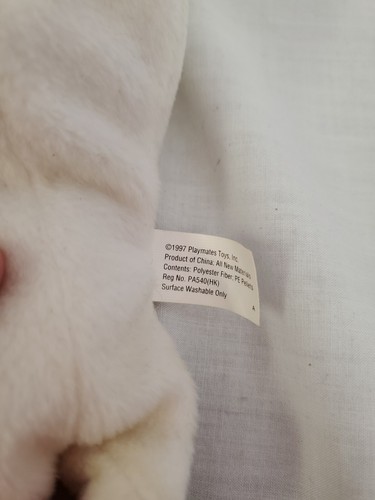 ©1997 Playmates Toys, Inc.
Product of China: All New Materials
Contents: Polyester Fiber, PE Pellets
Reg No. PA540(HK)
Surface Washable Only
A